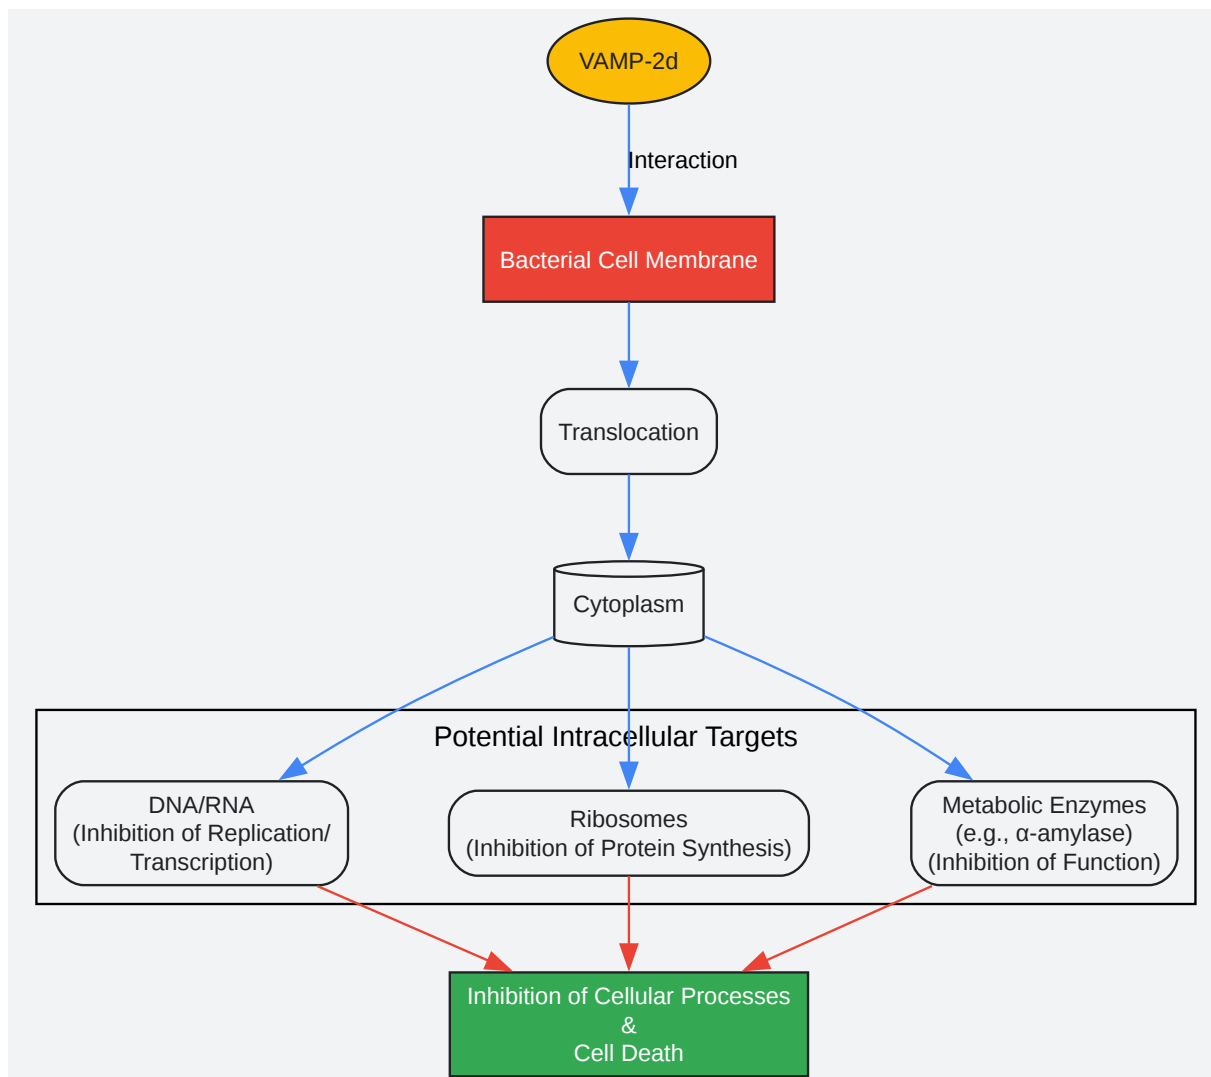 VAMP-2d
Interaction
Bacterial Cell Membrane
Translocation
Cytoplasm
Potential Intracellular Targets
DNA/RNA
(Inhibition of Replication/
Transcription)
Ribosomes
(Inhibition of Protein Synthesis)
Metabolic Enzymes
(e.g., α-amylase)
(Inhibition of Function)
Inhibition of Cellular Processes
&
Cell Death